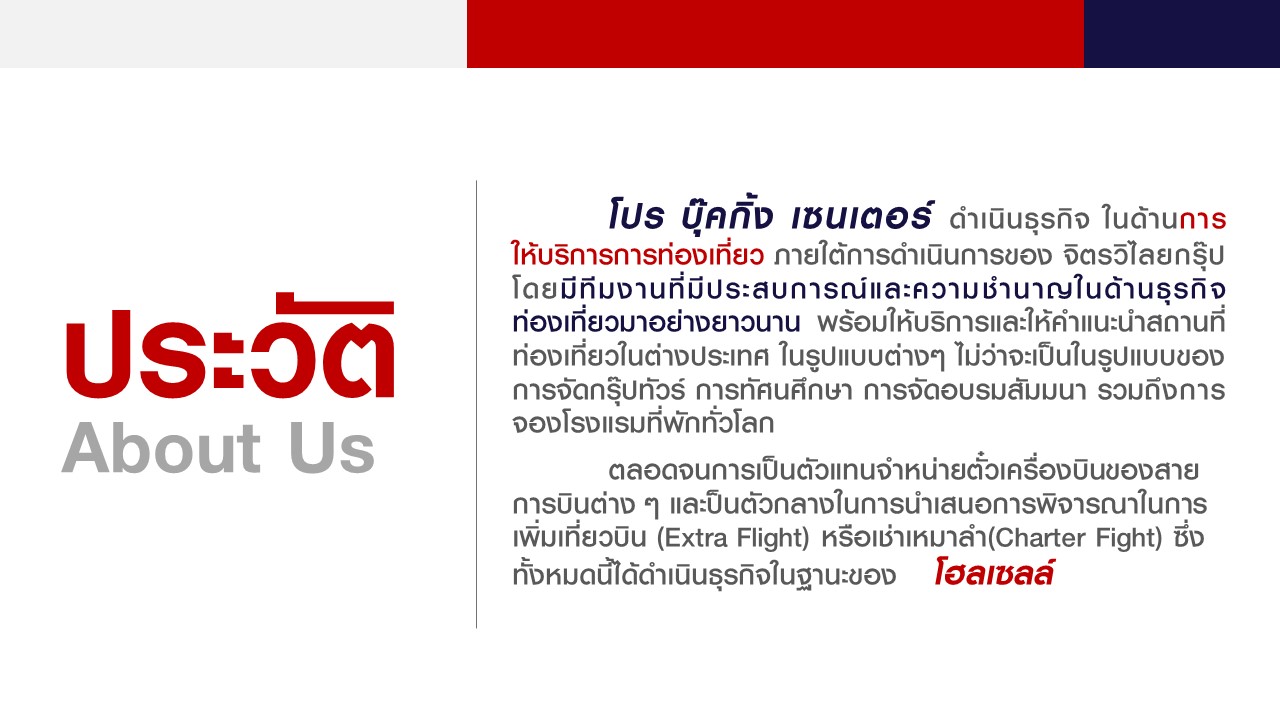 ประวัติ
About Us
โปร บุ๊คกิ้ง เซนเตอร์ ดำเนินธุรกิจ ในด้านการ
ให้บริการการท่องเที่ยว ภายใต้การดำเนินการของ จิตรวิไลยกรุ๊ป
โดยมีทีมงานที่มีประสบการณ์และความชำนาญในด้านธุรกิจ
ท่องเที่ยวมาอย่างยาวนาน พร้อมให้บริการและให้คำแนะนำสถานที่
ท่องเที่ยวในต่างประเทศ ในรูปแบบต่างๆ ไม่ว่าจะเป็นในรูปแบบของ
การจัดกรุ๊ปทัวร์ การทัศนศึกษา การจัดอบรมสัมมนา รวมถึงการ
จองโรงแรมที่พักทั่วโลก
ตลอดจนการเป็นตัวแทนจำหน่ายตั๋วเครื่องบินของสาย
การบินต่าง ๆ และป็นตัวกลางในการนำเสนอการพิจารณาในการ
เพิ่มเที่ยวบิน (Extra Flight) หรือเช่าเหมาลำ(Charter Fight) ซึ่ง
ทั้งหมดนี้ได้ดำเนินธุรกิจในฐานะของ โฮลเซลล์